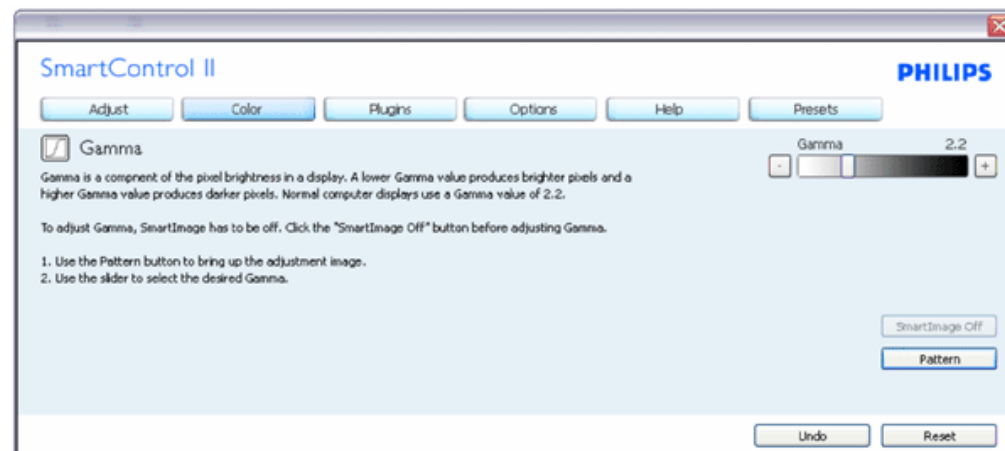 SmartControl II
PHILIPS
Adjust
Color
Plugins
Options
Help
Presets
Gamma
Gamma 2.2
- +
Gamma is a compnent of the pixel brightness in a display. A lower Gamma value produces brighter pixels and a
higher Gamma value produces darker pixels. Normal computer displays use a Gamma value of 2.2.
To adjust Gamma, SmartImage has to be off. Click the "SmartImage Off" button before adjusting Gamma.
1. Use the Pattern button to bring up the adjustment image.
2. Use the slider to select the desired Gamma.
SmartImage Off
Pattern
Undo
Reset